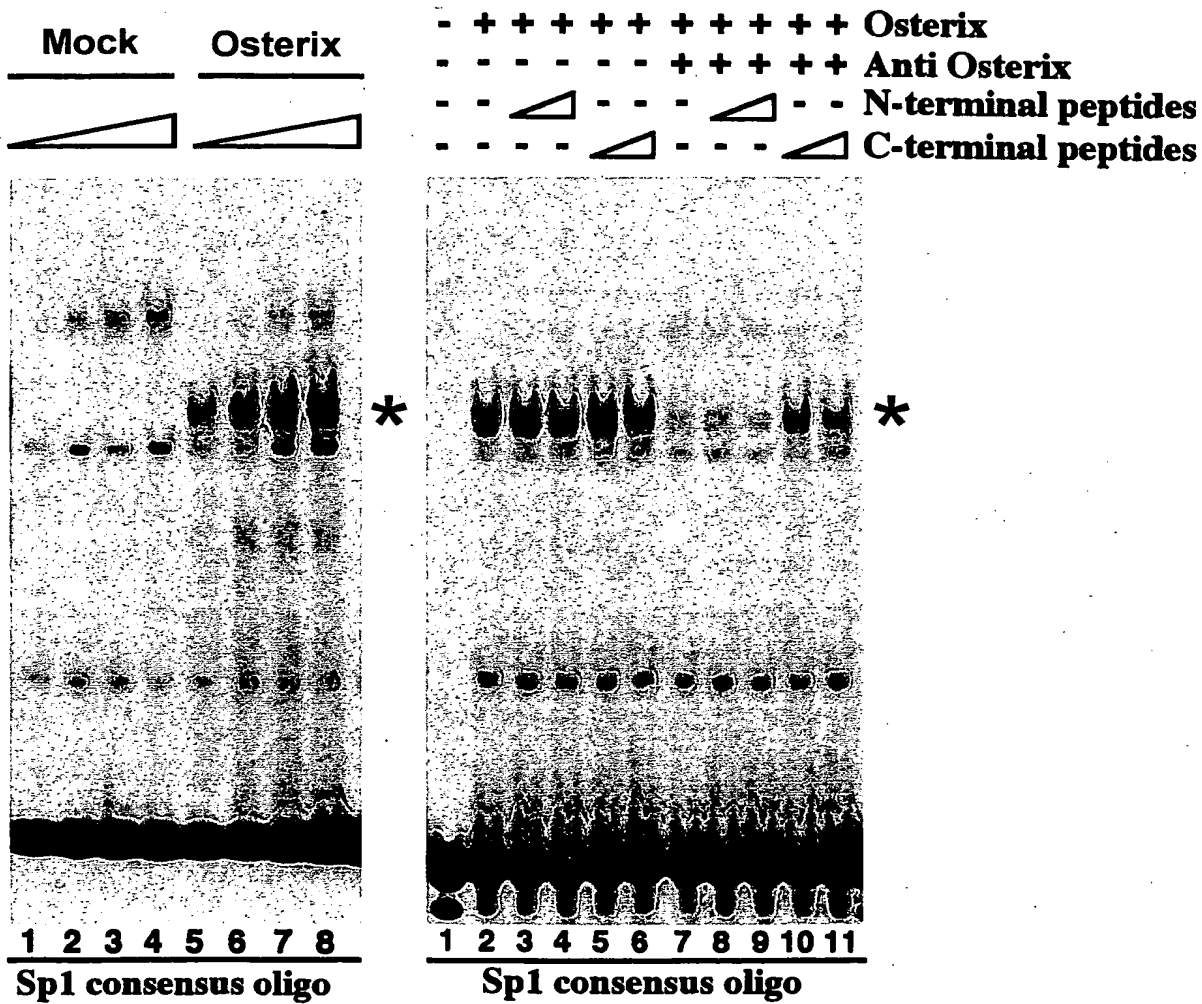 Mock Osterix
- + + + + + + + + + + Osterix
- - - - - - + + + + + Anti Osterix
- - - - - - - N-terminal peptides
- - - - - - - C-terminal peptides
* *
1 2 3 4 5 6 7 8
Sp1 consensus oligo
1 2 3 4 5 6 7 8 9 10 11
Sp1 consensus oligo